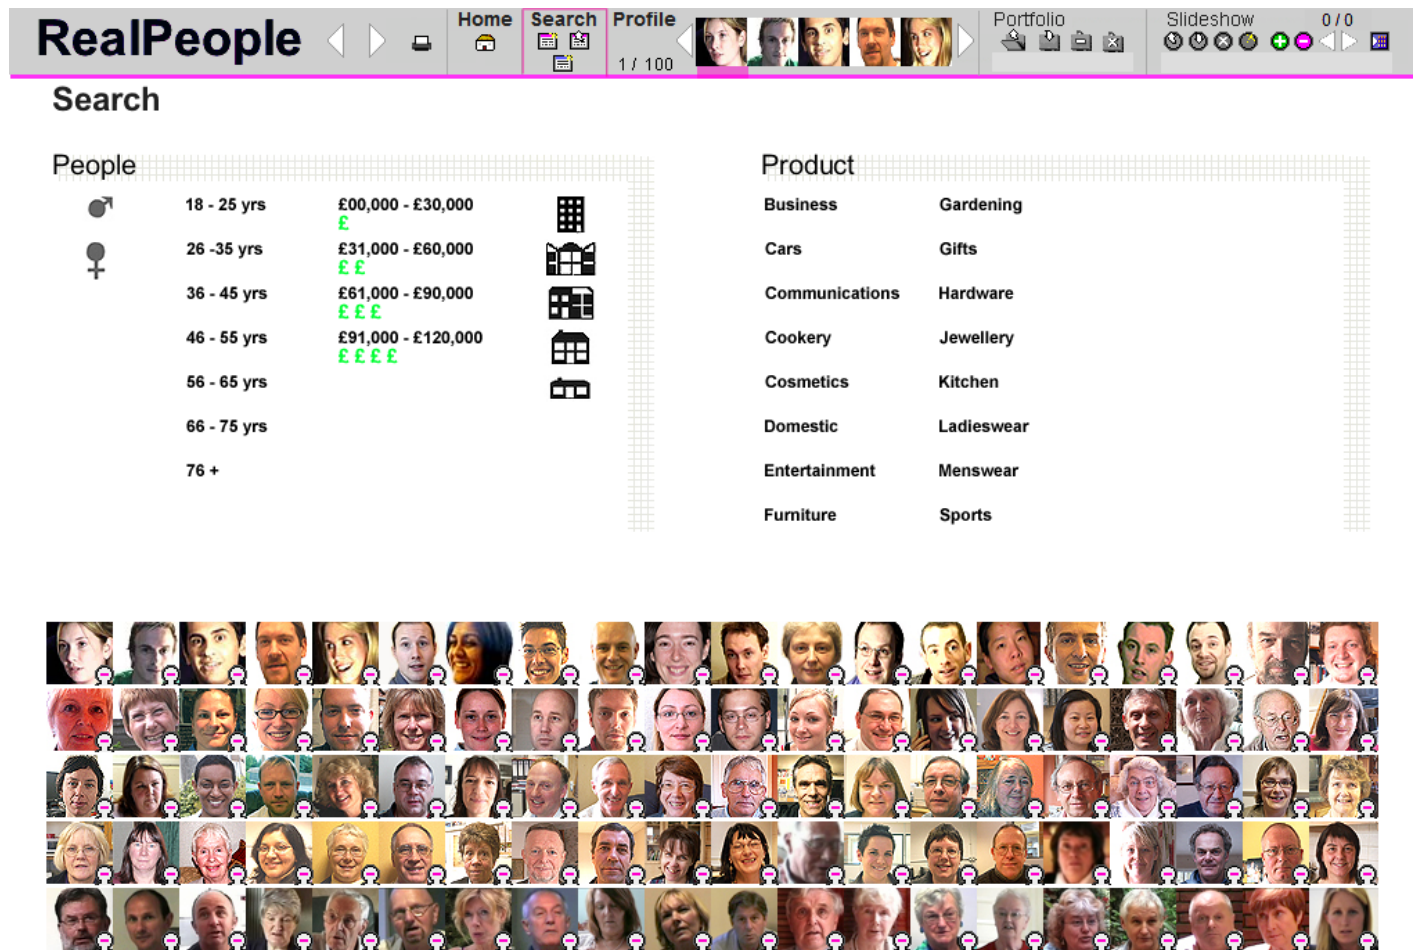 RealPeople
Home
Search
Profile
1 / 100
Portfolio
Slideshow
0 / 0
Search
People
18 - 25 yrs
£00,000 - £30,000
£
26 -35 yrs
£31,000 - £60,000
£ £
36 - 45 yrs
£61,000 - £90,000
£ £ £
46 - 55 yrs
£91,000 - £120,000
£ £ £ £
56 - 65 yrs
66 - 75 yrs
76 +
Product
Business
Gardening
Cars
Gifts
Communications
Hardware
Cookery
Jewellery
Cosmetics
Kitchen
Domestic
Ladieswear
Entertainment
Menswear
Furniture
Sports